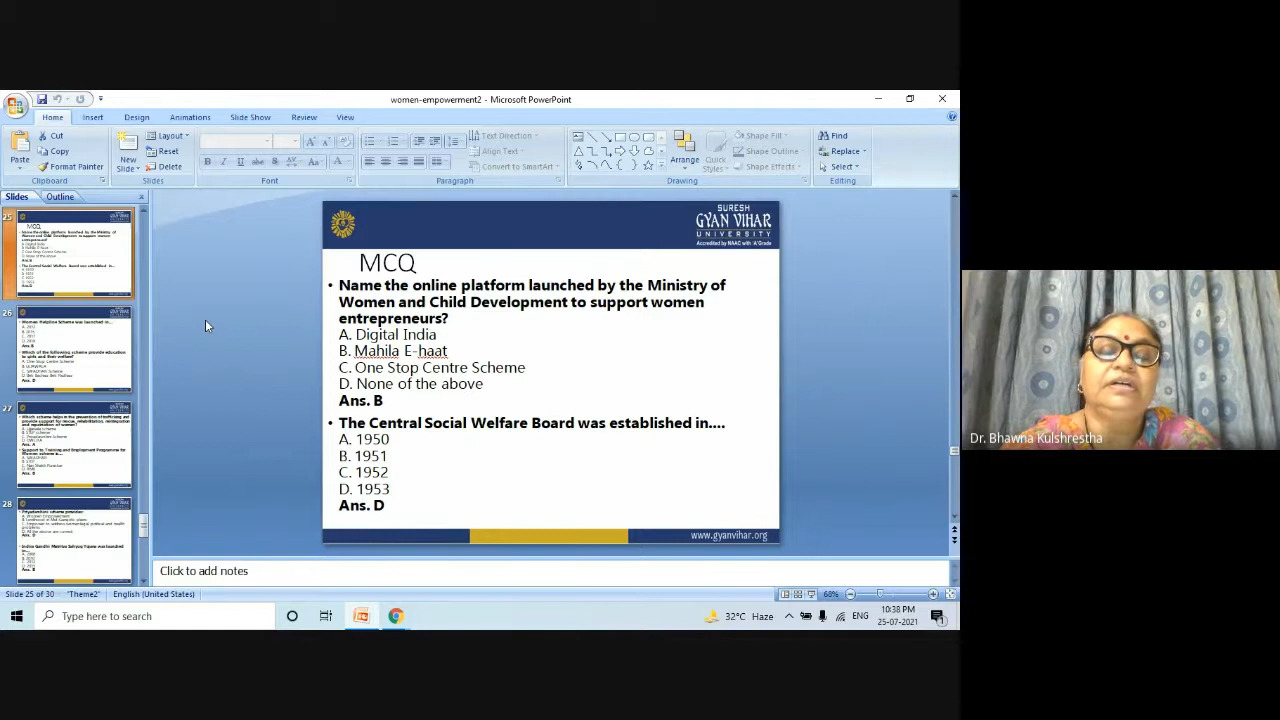 women-empowerment2 - Microsoft PowerPoint
Home Insert Design Animations Slide Show Review View
Paste Cut Copy Format Painter
New Slide Layout Reset Delete
Text Direction Align Text Convert to SmartArt
Arrange Quick Styles Shape Fill Shape Outline Shape Effects
Find Replace Select
Clipboard Slides Font Paragraph Drawing Editing
Slides Outline
25
MCQ
26
27
28
SURESH
GYAN VIHAR
UNIVERSITY
Accredited by NAAC with 'A' Grade
MCQ
• Name the online platform launched by the Ministry of
Women and Child Development to support women
entrepreneurs?
A. Digital India
B. Mahila E-haat
C. One Stop Centre Scheme
D. None of the above
Ans. B
• The Central Social Welfare Board was established in....
A. 1950
B. 1951
C. 1952
D. 1953
Ans. D
www.gyanvihar.org
Click to add notes
Slide 25 of 30 "Theme2" English (United States) 68%
Type here to search
32°C Haze ENG 10:38 PM
25-07-2021
Dr. Bhawna Kulshrestha